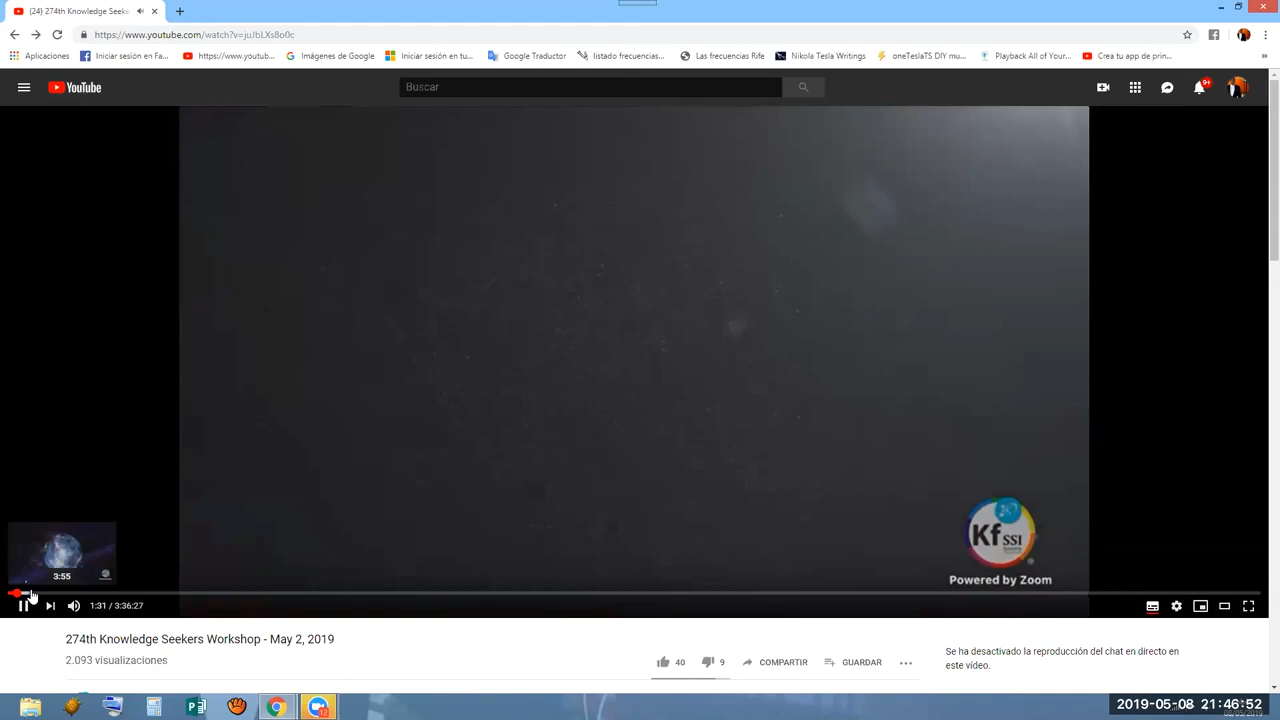 (24) 274th Knowledge Seeke
https://www.youtube.com/watch?v=juJbLXs8o0c
Aplicaciones
Iniciar sesión en Fa...
https://www.youtub...
Imágenes de Google
Iniciar sesión en tu...
Google Traductor
listado frecuencias...
Las frecuencias Rife
Nikola Tesla Writings
oneTeslaTS DIY mu...
Playback All of Your...
Crea tu app de prin...
YouTube
Buscar
9+
Kf SSI
Powered by Zoom
3:55
1:31 / 3:36:27
274th Knowledge Seekers Workshop - May 2, 2019
2.093 visualizaciones
40
9
COMPARTIR
GUARDAR
Se ha desactivado la reproducción del chat en directo en
este vídeo.
2019-05-08 21:46:52